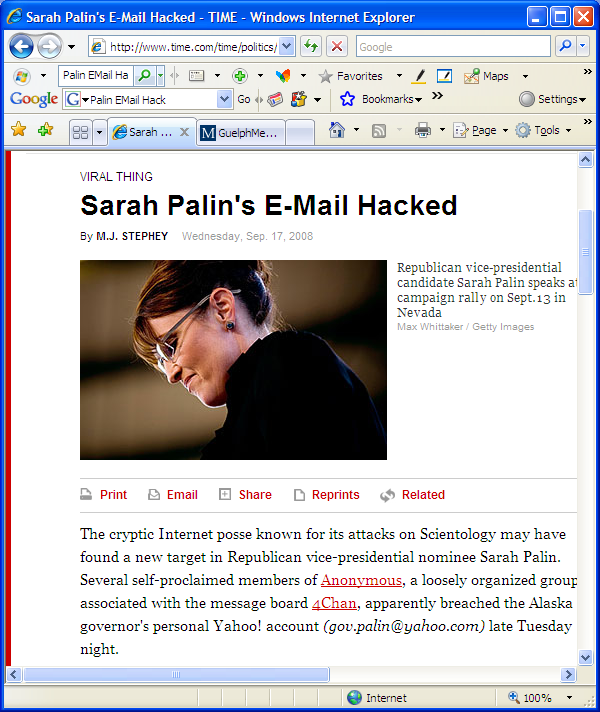 Sarah Palin's E-Mail Hacked - TIME - Windows Internet Explorer
http://www.time.com/time/politics/
Google
Palin EMail Ha
Favorites
Maps
»
Google
G
Palin EMail Hack
Go
Bookmarks
»
Settings
Sarah ...
M
GuelphMe...
Page
Tools
»
VIRAL THING
Sarah Palin's E-Mail Hacked
By M.J. STEPHEY Wednesday, Sep. 17, 2008
Republican vice-presidential
candidate Sarah Palin speaks at
campaign rally on Sept.13 in
Nevada
Max Whittaker / Getty Images
Print Email Share Reprints Related
The cryptic Internet posse known for its attacks on Scientology may have
found a new target in Republican vice-presidential nominee Sarah Palin.
Several self-proclaimed members of Anonymous, a loosely organized group
associated with the message board 4Chan, apparently breached the Alaska
governor's personal Yahoo! account (gov.palin@yahoo.com) late Tuesday
night.
Internet
100%